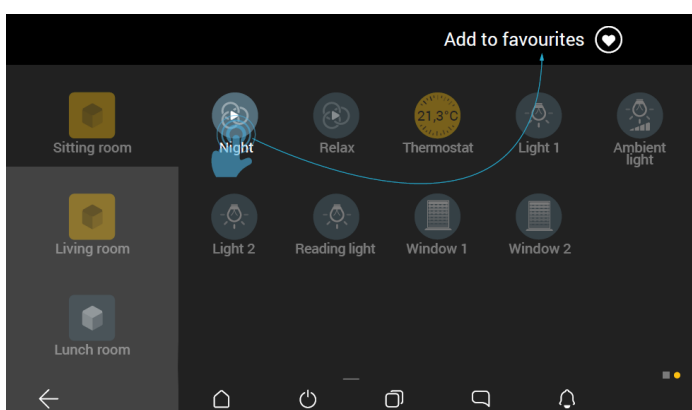 Add to favourites
Sitting room
Night
Relax
21,3°C
Thermostat
Light 1
Ambient
light
Living room
Light 2
Reading light
Window 1
Window 2
Lunch room